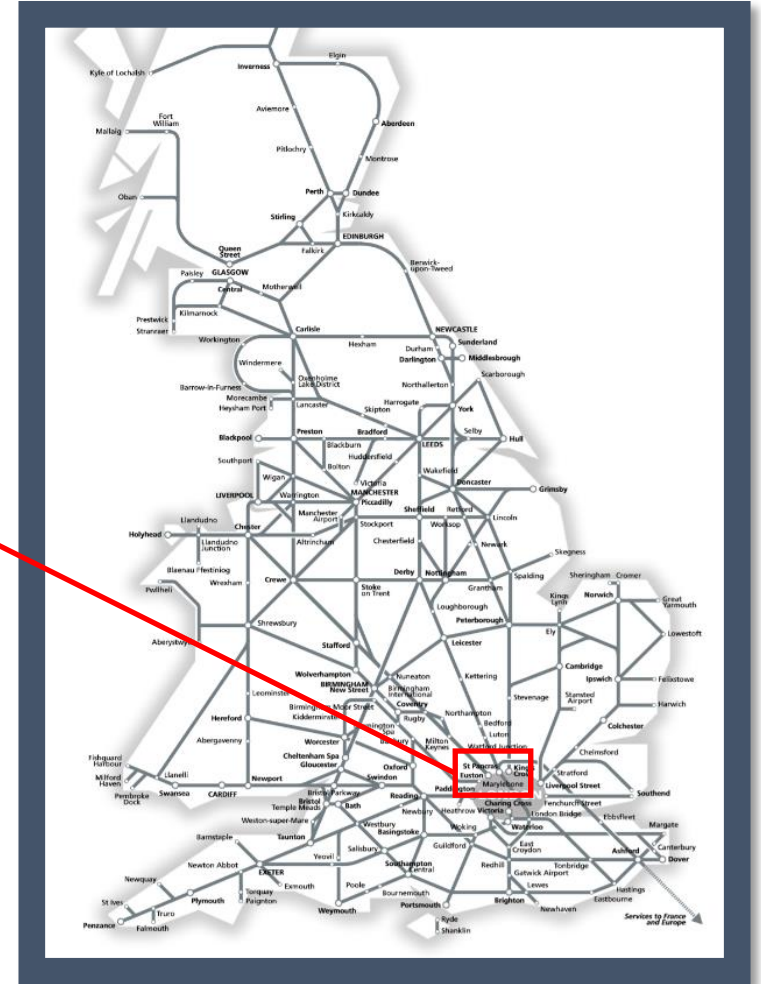 Elgin
Inverness
Kyle of Lochalsh
Aviemore
Fort
William
Aberdeen
Mallaig
Pitlochry
Montrose
Perth
Dundee
Oban
Stirling
Kirkcaldy
EDINBURGH
Queen
Street
Falkirk
Berwick-
upon-Tweed
Paisley
GLASGOW
Central
Motherwell
Kilmarnock
Prestwick
Stranraer
Carlisle
NEWCASTLE
Workington
Hexham
Sunderland
Durham
Windermere
Darlington
Middlesbrough
Oxenholme
Lake District
Scarborough
Barrow-in-Furness
Northallerton
Morecambe
Lancaster
Harrogate
Heysham Port
Skipton
York
Blackpool
Preston
Bradford
Selby
Blackburn
LEEDS
Hull
Huddersfield
Southport
Bolton
Wakefield
Wigan
Victoria
Doncaster
MANCHESTER
Piccadilly
Grimsby
LIVERPOOL
Warrington
Manchester
Airport
Sheffield
Retford
Llandudno
Stockport
Worksop
Lincoln
Holyhead
Chester
Llandudno
Junction
Altrincham
Chesterfield
Newark
Skegness
Blaenau Ffestiniog
Derby
Nottingham
Wrexham
Crewe
Stoke
on Trent
Grantham
Spalding
Sheringham
Cromer
Pwllheli
Kings
Lynn
Norwich
Great
Yarmouth
Loughborough
Peterborough
Shrewsbury
Ely
Lowestoft
Aberystwyth
Stafford
Leicester
Wolverhampton
BIRMINGHAM
New Street
Nuneaton
Kettering
Cambridge
Birmingham
International
Ipswich
Felixstowe
Leominster
Birmingham Moor Street
Coventry
Stevenage
Stansted
Airport
Harwich
Hereford
Kidderminster
Rugby
Northampton
Bedford
Colchester
Abergavenny
Worcester
Milton
Keynes
Luton
Watford Junction
Chelmsford
Cheltenham Spa
Gloucester
Oxford
St Pancras
Euston
Stratford
Fishguard
Harbour
Llanelli
Newport
Swindon
Marylebone
Liverpool Street
Milford
Haven
Swansea
CARDIFF
Bristol Parkway
Reading
Paddington
Southend
Pembroke
Dock
Bristol
Temple Meads
Bath
Newbury
Heathrow
Victoria
Charing Cross
Fenchurch Street
London Bridge
Ebbsfleet
Weston-super-Mare
Westbury
Basingstoke
Woking
Waterloo
Margate
Barnstaple
Taunton
Salisbury
Guildford
East
Croydon
Canterbury
Newton Abbot
Yeovil
Southampton
Central
Redhill
Tonbridge
Ashford
Dover
Newquay
EXETER
Gatwick Airport
Exmouth
Poole
Bournemouth
Lewes
Hastings
St Ives
Plymouth
Torquay
Paignton
Weymouth
Portsmouth
Brighton
Eastbourne
Newhaven
Truro
Ryde
Penzance
Falmouth
Shanklin
Services to France
and Europe